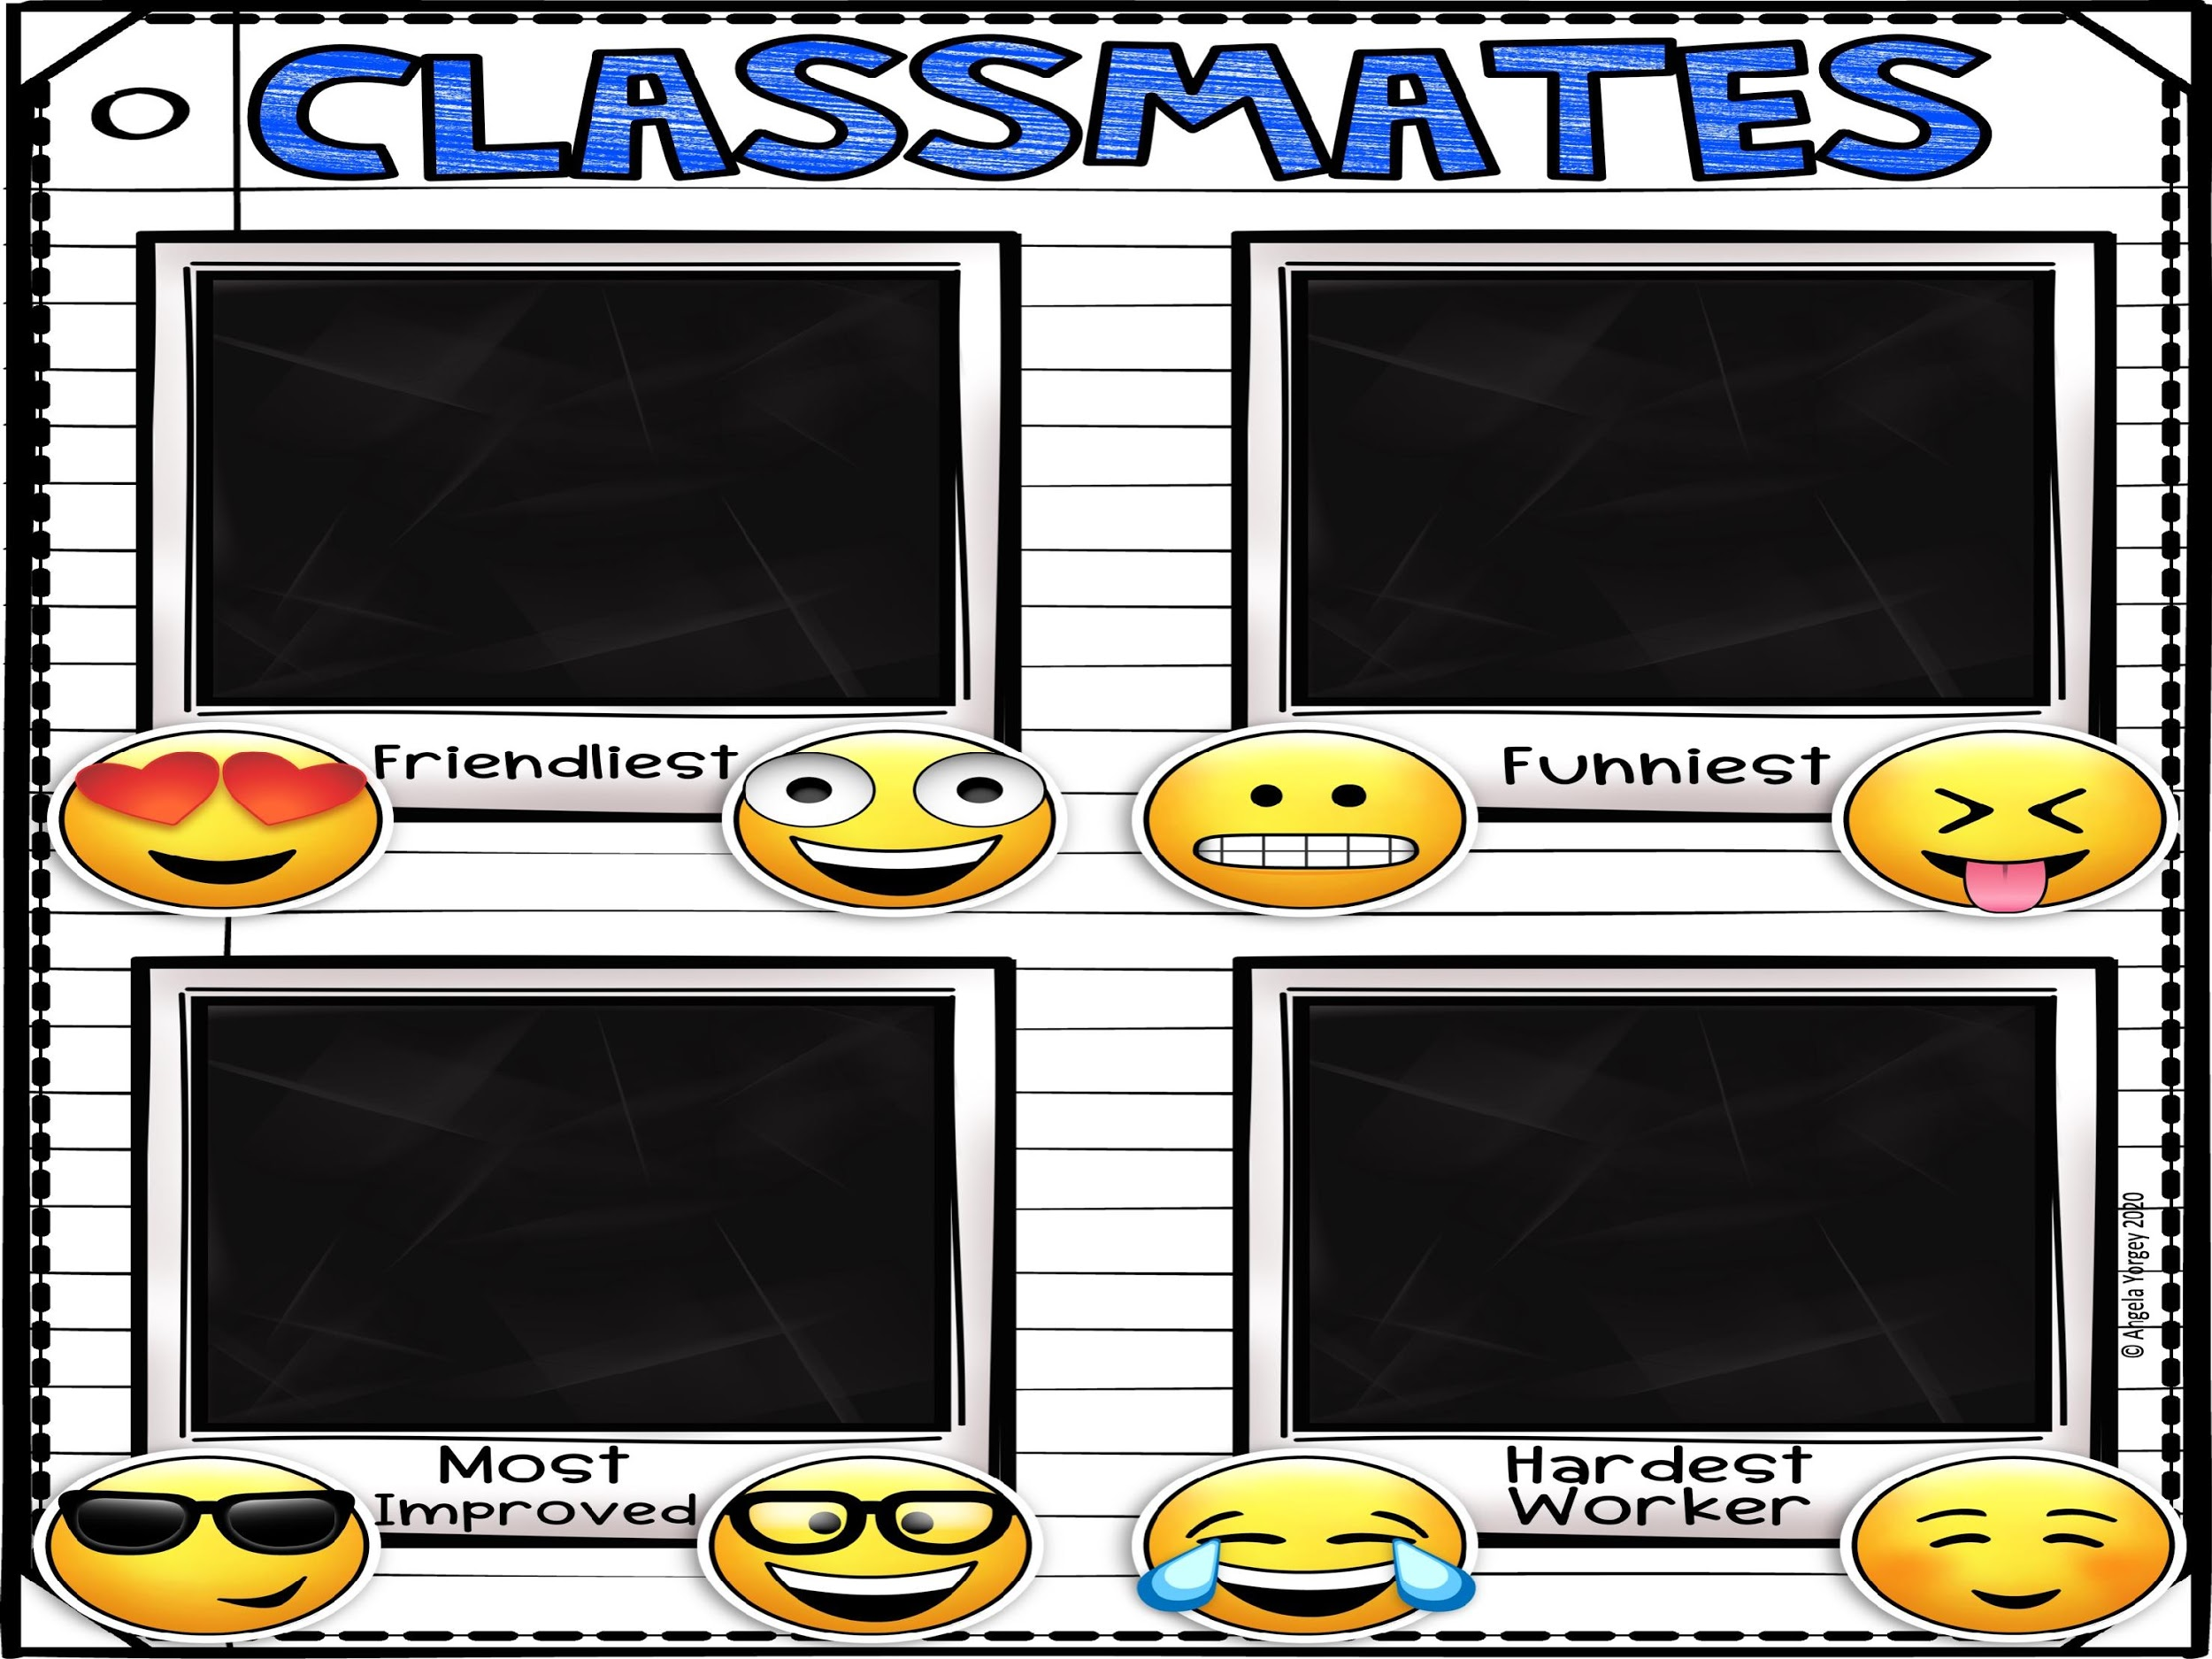 CLASSMATES
Friendliest
Funniest
Most
Improved
Hardest
Worker
© Angela Yorgey 2020